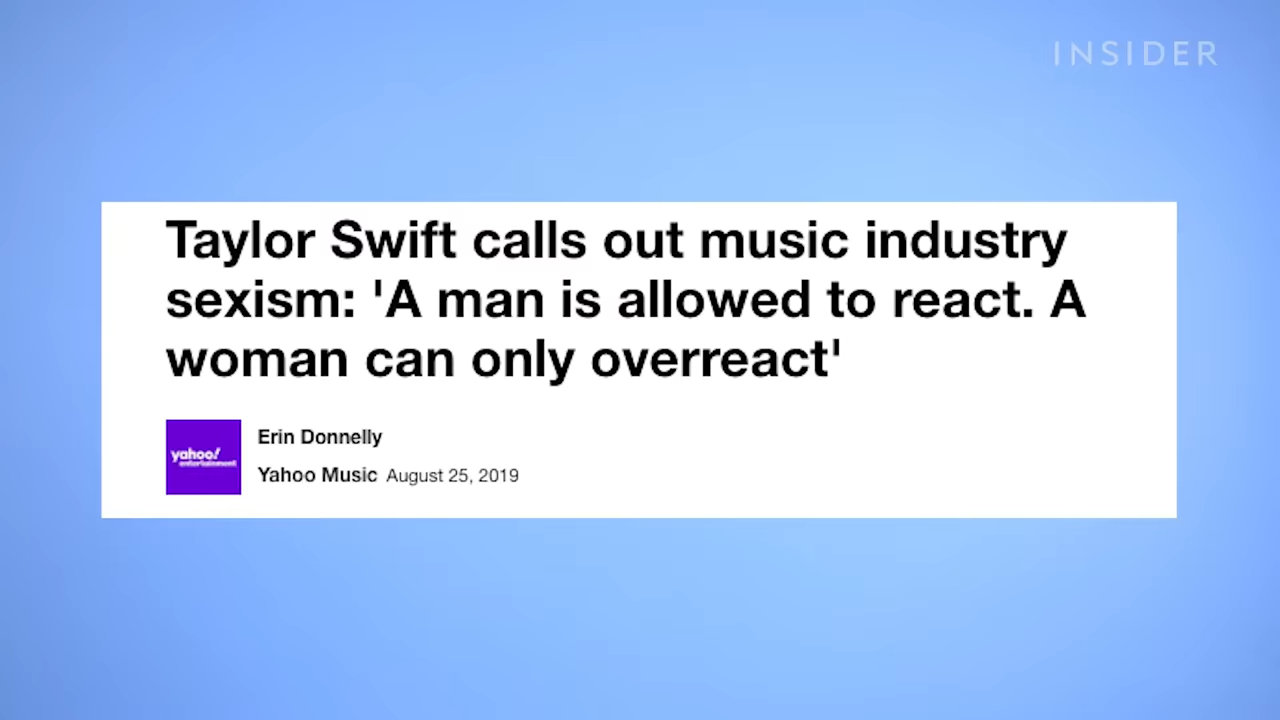 INSIDER
Taylor Swift calls out music industry
sexism: 'A man is allowed to react. A
woman can only overreact'
yahoo!
entertainment
Erin Donnelly
Yahoo Music August 25, 2019